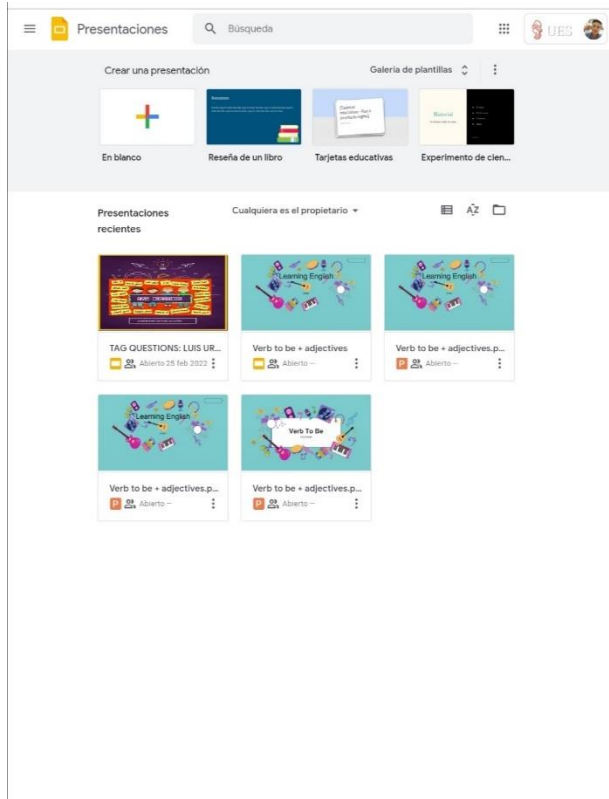 Presentaciones
Búsqueda
UES
Crear una presentación
Galería de plantillas
En blanco
Reseña de un libro
Tarjetas educativas
Experimento de cien...
Presentaciones
recientes
Cualquiera es el propietario
AZ
Learning English
Learning English
TAG QUESTIONS: LUIS UR...
Abierto 25 feb 2022
Verb to be + adjectives
Abierto —
Verb to be + adjectives.p...
P
Abierto —
Learning English
Verb To Be
Verb to be + adjectives.p...
P
Abierto —
Verb to be + adjectives.p...
P
Abierto —